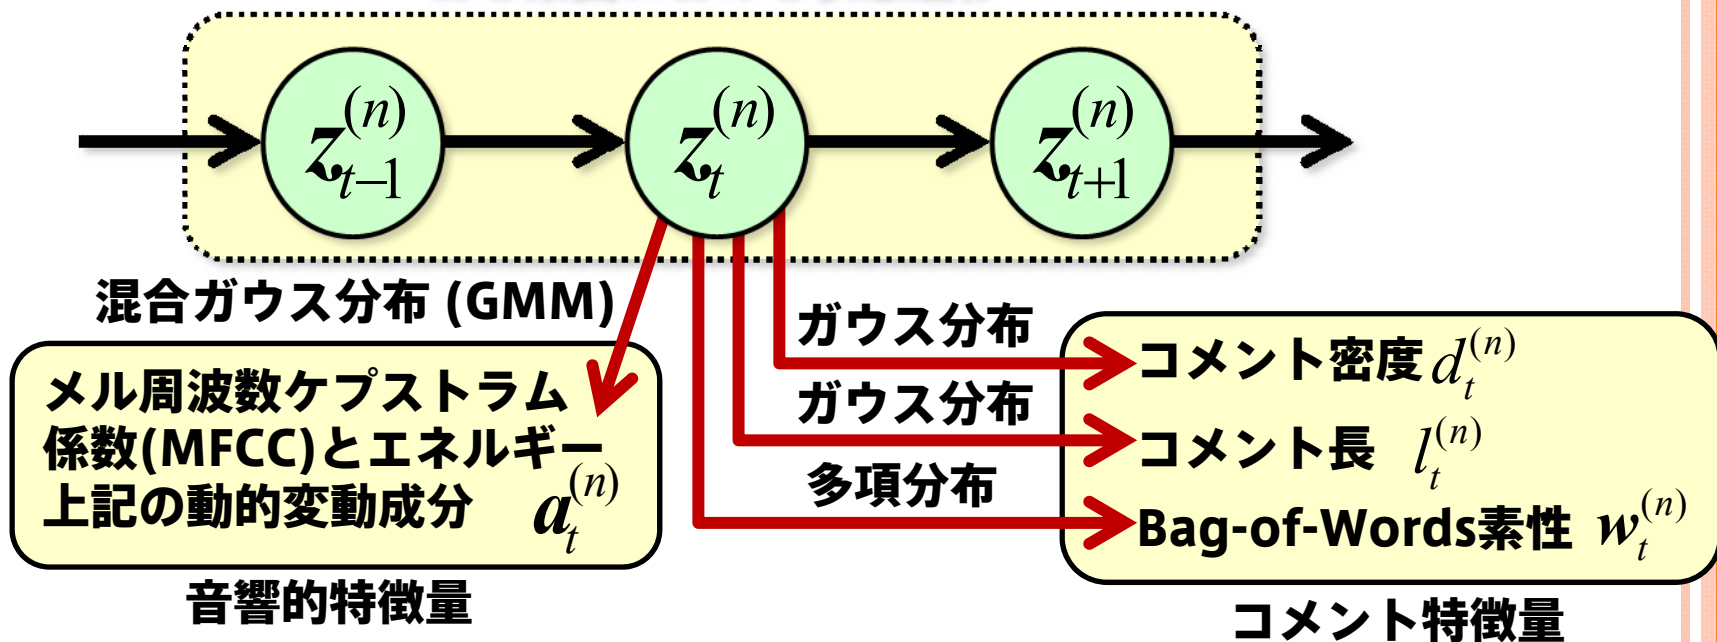 z_{t-1}^{(n)}
z_t^{(n)}
z_{t+1}^{(n)}
混合ガウス分布 (GMM)
メル周波数ケプストラム
係数(MFCC)とエネルギー
上記の動的変動成分 a_t^{(n)}
音響的特徴量
ガウス分布
ガウス分布
多項分布
コメント密度 d_t^{(n)}
コメント長 l_t^{(n)}
Bag-of-Words素性 w_t^{(n)}
コメント特徴量